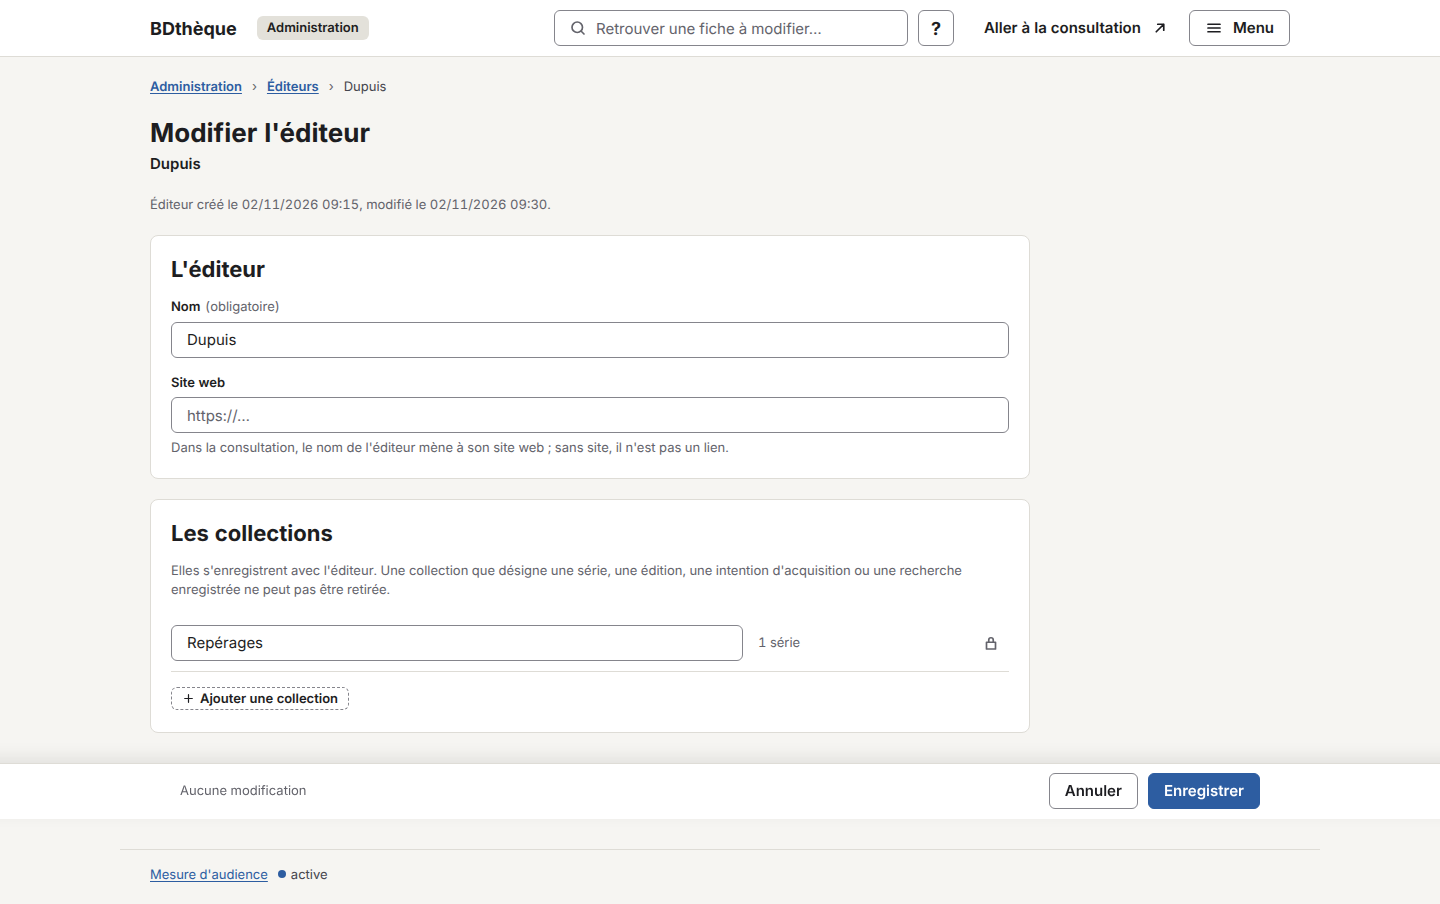 BDthèque Administration Retrouver une fiche à modifier... ? Aller à la consultation Menu
Administration › Éditeurs › Dupuis
Modifier l'éditeur
Dupuis
Éditeur créé le 02/11/2026 09:15, modifié le 02/11/2026 09:30.
L'éditeur
Nom (obligatoire)
Dupuis
Site web
https://...
Dans la consultation, le nom de l'éditeur mène à son site web ; sans site, il n'est pas un lien.
Les collections
Elles s'enregistrent avec l'éditeur. Une collection que désigne une série, une édition, une intention d'acquisition ou une recherche
enregistrée ne peut pas être retirée.
Repérages 1 série
+ Ajouter une collection
Aucune modification Annuler Enregistrer
Mesure d'audience active